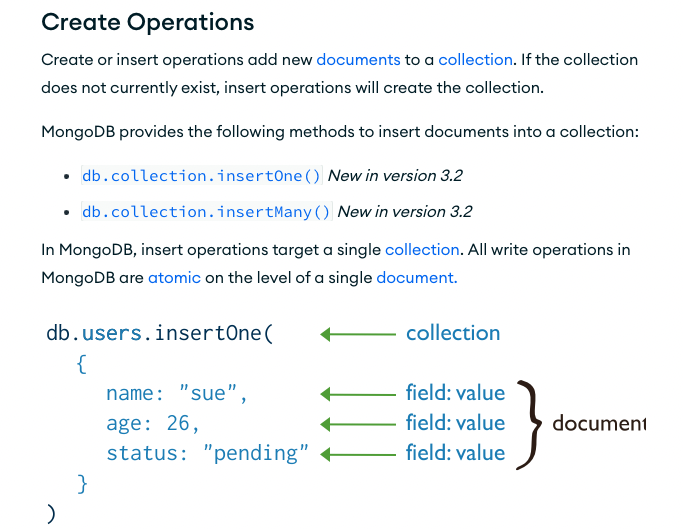 Create Operations
Create or insert operations add new documents to a collection. If the collection
does not currently exist, insert operations will create the collection.
MongoDB provides the following methods to insert documents into a collection:
• db.collection.insertOne() New in version 3.2
• db.collection.insertMany() New in version 3.2
In MongoDB, insert operations target a single collection. All write operations in
MongoDB are atomic on the level of a single document.
db.users.insertOne( collection
{
name: "sue", field: value
age: 26, field: value document
status: "pending" field: value
}
)